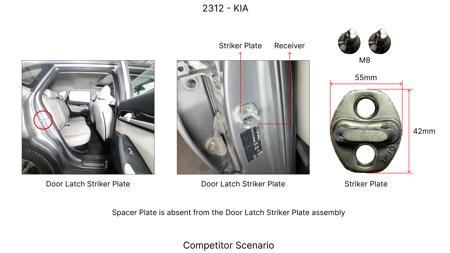 2312 - KIA
Striker Plate
Receiver
M8
55mm
42mm
Door Latch Striker Plate
Door Latch Striker Plate
Striker Plate
Spacer Plate is absent from the Door Latch Striker Plate assembly
Competitor Scenario